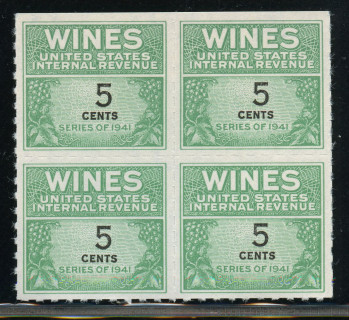 WINES WINES
UNITED STATES UNITED STATES
INTERNAL REVENUE INTERNAL REVENUE
5 5
CENTS CENTS
SERIES OF 1941 SERIES OF 1941
WINES WINES
UNITED STATES UNITED STATES
INTERNAL REVENUE INTERNAL REVENUE
5 5
CENTS CENTS
SERIES OF 1941 SERIES OF 1941